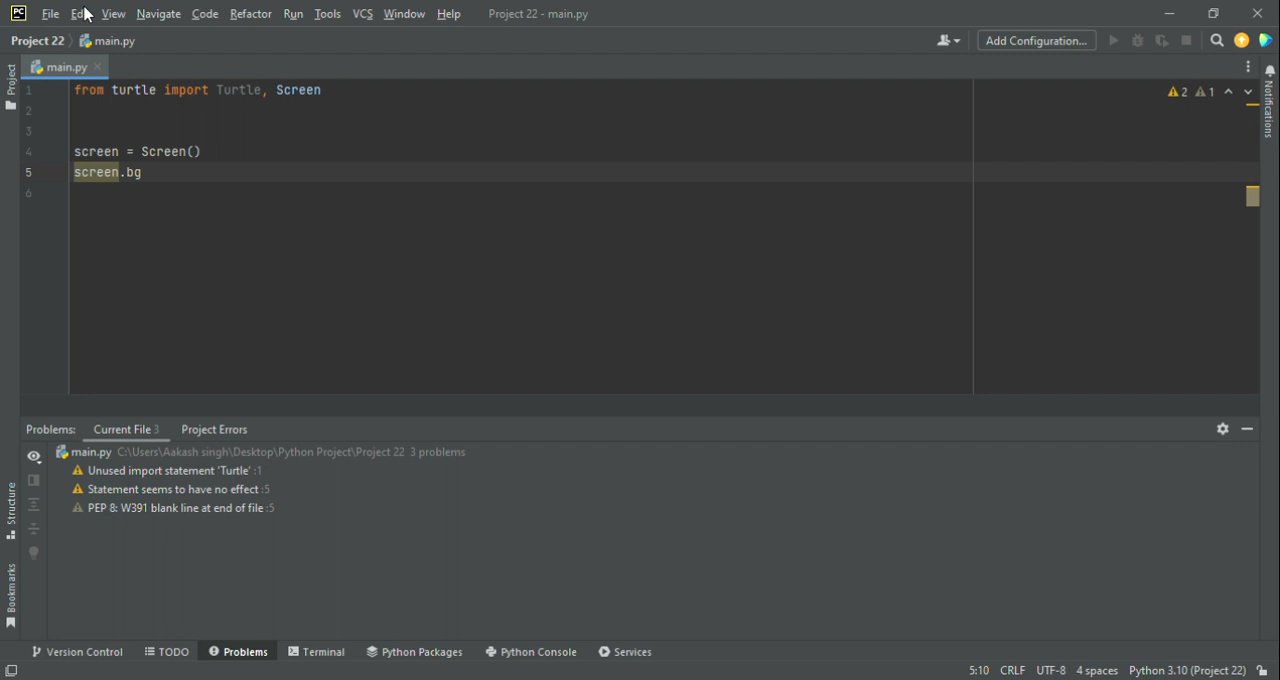 PC File Edi View Navigate Code Refactor Run Tools VCS Window Help Project 22 - main.py
Project 22 main.py Add Configuration...
Project main.py Notifications
1 from turtle import Turtle, Screen 2 1
2
3
4 screen = Screen()
5 screen.bg
6
Problems: Current File 3 Project Errors
main.py C:\Users\Aakash singh\Desktop\Python Project\Project 22 3 problems
Unused import statement 'Turtle' :1
Statement seems to have no effect :5
PEP 8: W391 blank line at end of file :5
Structure
Bookmarks
Version Control TODO Problems Terminal Python Packages Python Console Services
5:10 CRLF UTF-8 4 spaces Python 3.10 (Project 22)